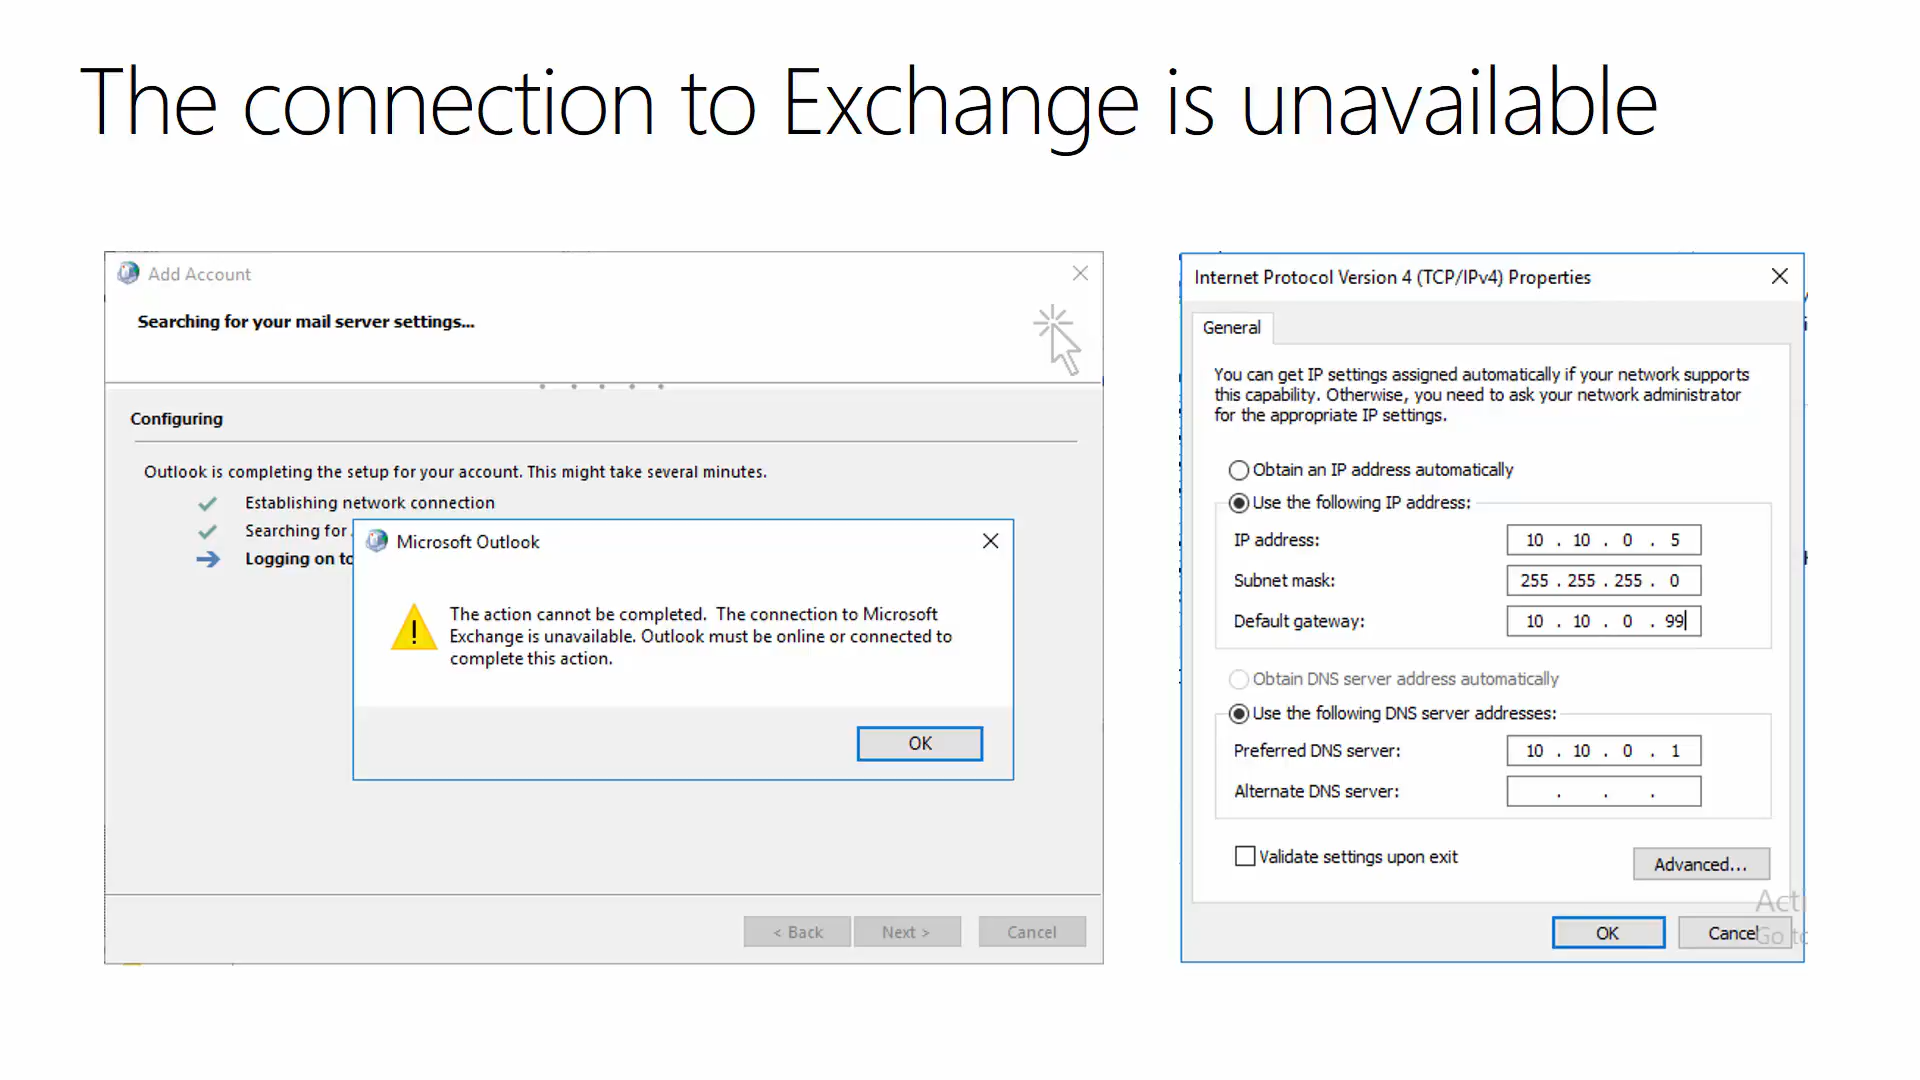 The connection to Exchange is unavailable
Add Account
Searching for your mail server settings...
Configuring
Outlook is completing the setup for your account. This might take several minutes.
Establishing network connection
Searching for
Logging on to
Microsoft Outlook
The action cannot be completed. The connection to Microsoft
Exchange is unavailable. Outlook must be online or connected to
complete this action.
OK
< Back
Next >
Cancel
Internet Protocol Version 4 (TCP/IPv4) Properties
General
You can get IP settings assigned automatically if your network supports
this capability. Otherwise, you need to ask your network administrator
for the appropriate IP settings.
Obtain an IP address automatically
Use the following IP address:
IP address: 10 . 10 . 0 . 5
Subnet mask: 255 . 255 . 255 . 0
Default gateway: 10 . 10 . 0 . 99
Obtain DNS server address automatically
Use the following DNS server addresses:
Preferred DNS server: 10 . 10 . 0 . 1
Alternate DNS server: . . .
Validate settings upon exit
Advanced...
OK
Cancel